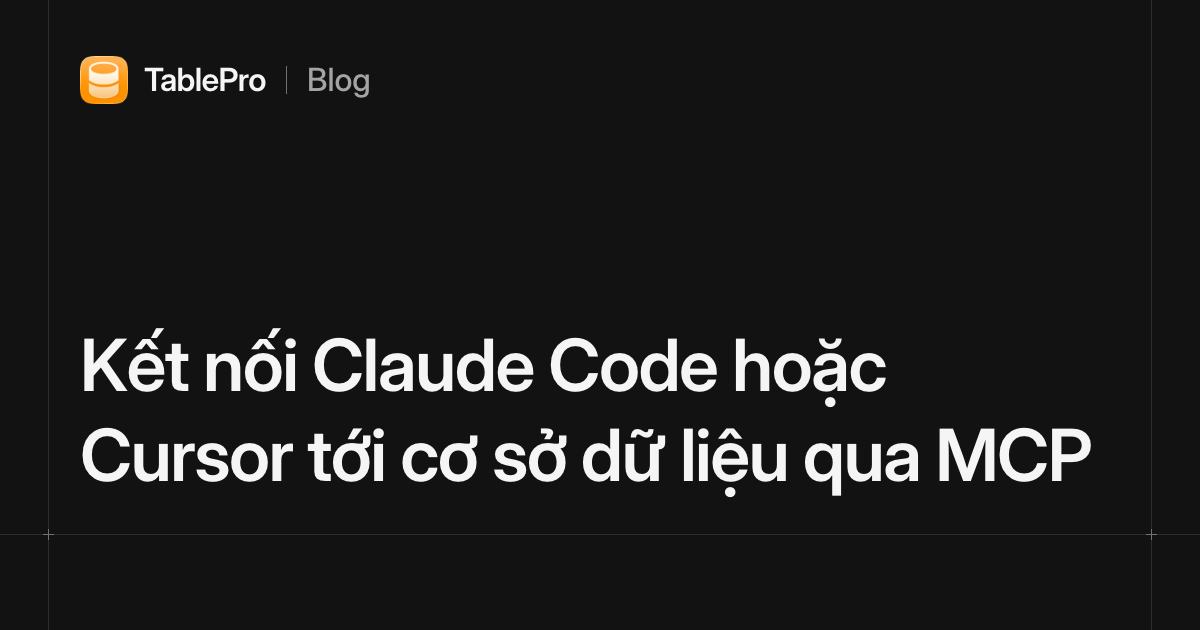 TablePro | Blog
Kết nối Claude Code hoặc
Cursor tới cơ sở dữ liệu qua MCP